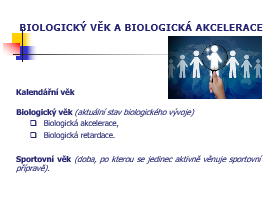 BIOLOGICKÝ VĚK A BIOLOGICKÁ AKCELERACE
Kalendářní věk
Biologický věk (aktuální stav biologického vývoje)
❑ Biologická akcelerace,
❑ Biologická retardace.
Sportovní věk (doba, po kterou se jedinec aktivně věnuje sportovní
přípravě).